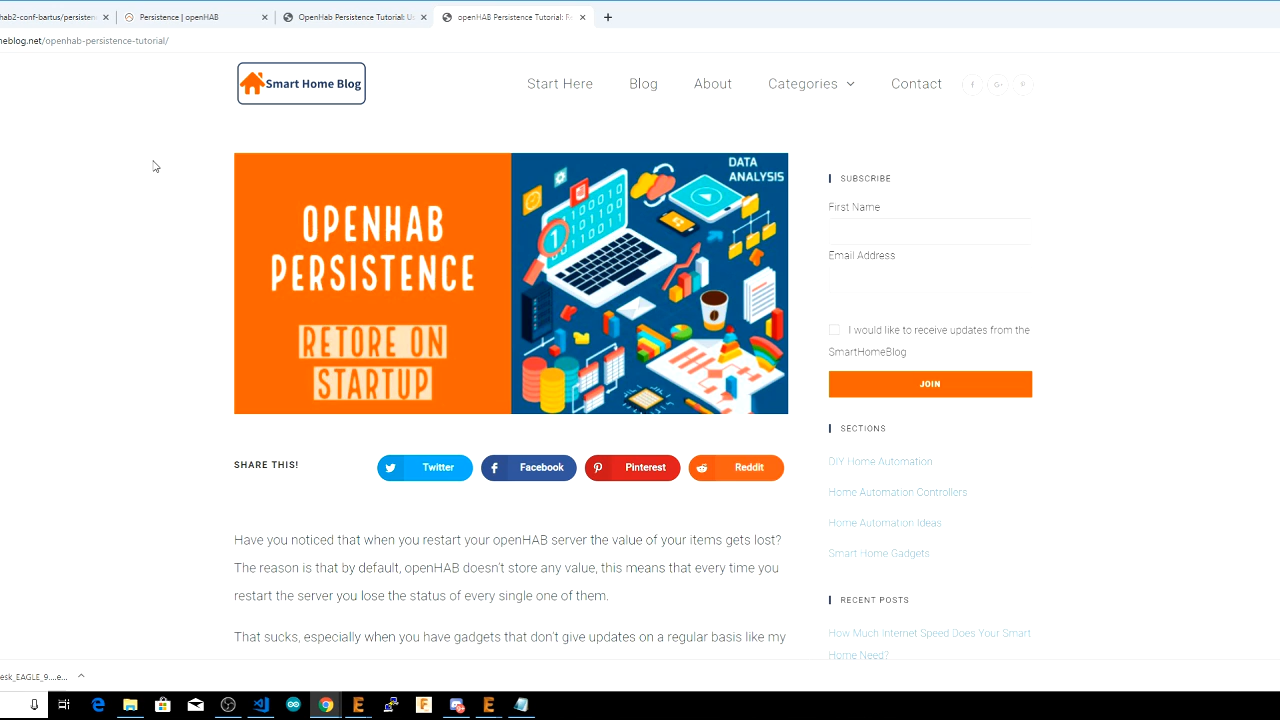 hab2-conf-bartus/persistenc
Persistence | openHAB
OpenHab Persistence Tutorial: Us
openHAB Persistence Tutorial: Re
meblog.net/openhab-persistence-tutorial/
Smart Home Blog
Start Here
Blog
About
Categories
Contact
OPENHAB
PERSISTENCE
RETORE ON
STARTUP
DATA
ANALYSIS
SUBSCRIBE
First Name
Email Address
I would like to receive updates from the
SmartHomeBlog
JOIN
SECTIONS
DIY Home Automation
Home Automation Controllers
Home Automation Ideas
Smart Home Gadgets
RECENT POSTS
How Much Internet Speed Does Your Smart
Home Need?
SHARE THIS!
Twitter
Facebook
Pinterest
Reddit
Have you noticed that when you restart your openHAB server the value of your items gets lost?
The reason is that by default, openHAB doesn't store any value, this means that every time you
restart the server you lose the status of every single one of them.
That sucks, especially when you have gadgets that don't give updates on a regular basis like my
esk_EAGLE_9....e...